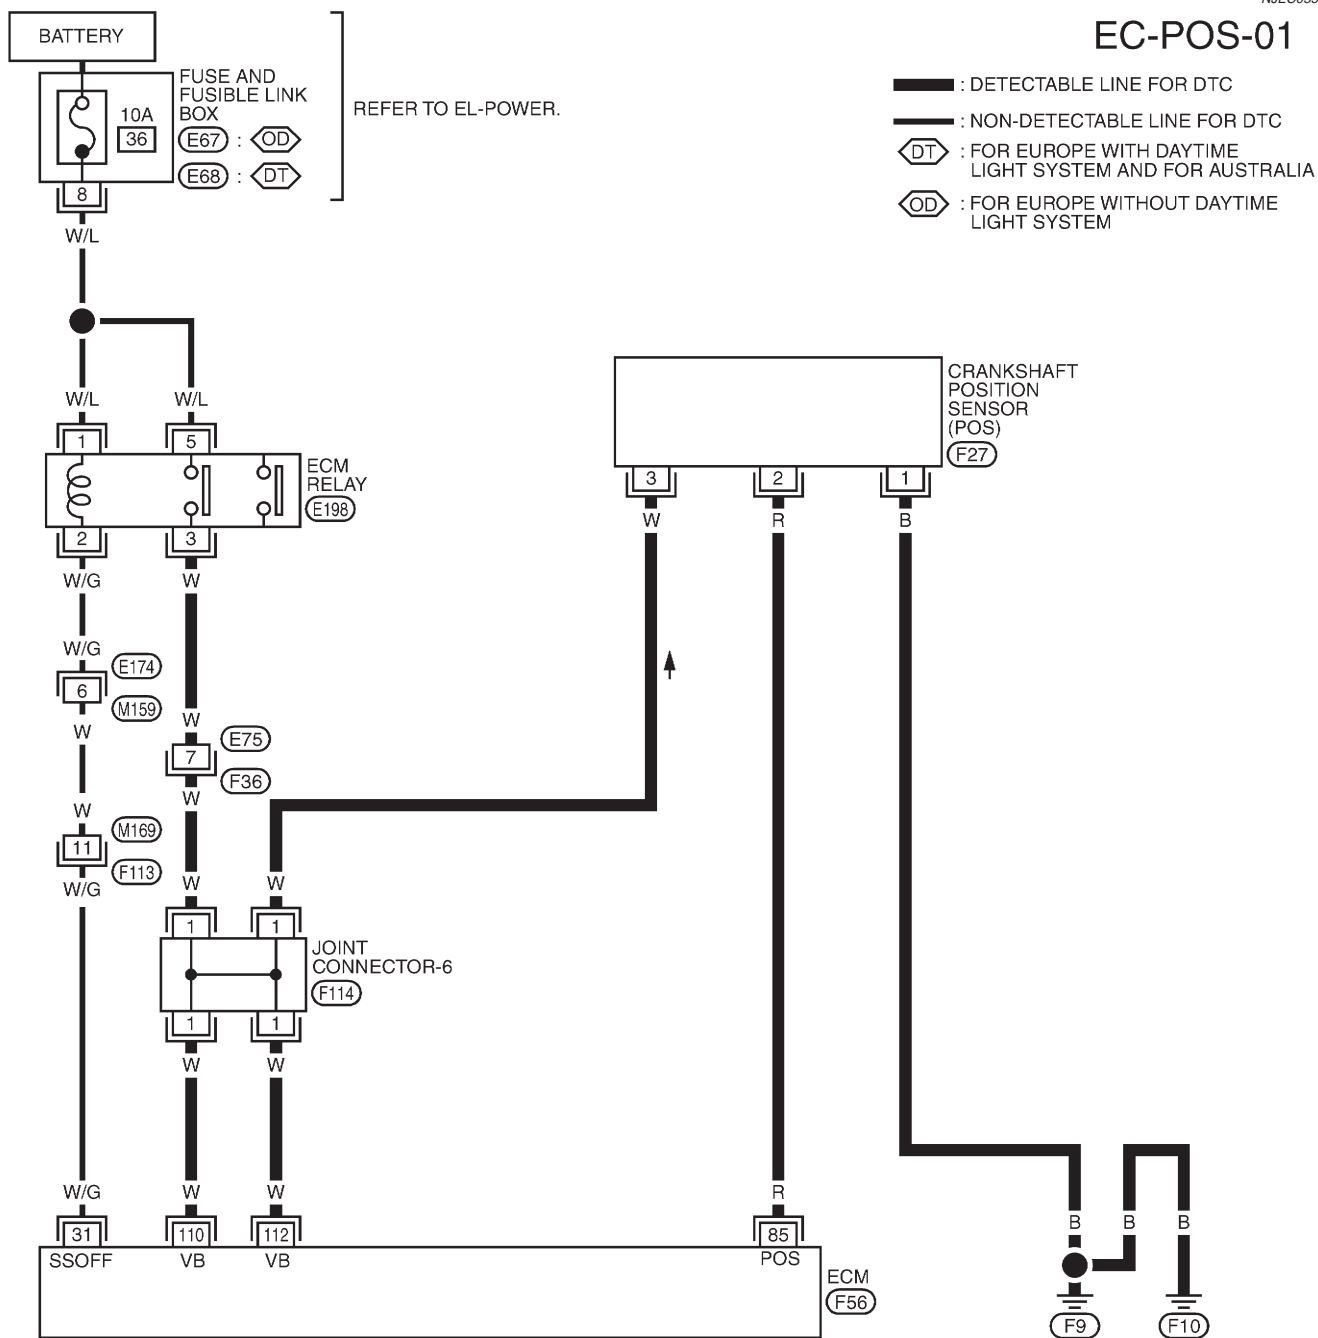 EC-POS-01
BATTERY
FUSE AND
FUSIBLE LINK
BOX
10A
36
E67 : OD
E68 : DT
8
REFER TO EL-POWER.
: DETECTABLE LINE FOR DTC
: NON-DETECTABLE LINE FOR DTC
DT : FOR EUROPE WITH DAYTIME
LIGHT SYSTEM AND FOR AUSTRALIA
OD : FOR EUROPE WITHOUT DAYTIME
LIGHT SYSTEM
W/L
W/L W/L
1 5
ECM
RELAY
E198
2 3
W/G W
CRANKSHAFT
POSITION
SENSOR
(POS)
F27
3 2 1
W R B
W/G
E174
6
M159
W
W
E75
7
F36
W
W
M169
11
F113
W/G
W W
1 1
JOINT
CONNECTOR-6
F114
1 1
W W
W/G W W R
31 110 112 85
SSOFF VB VB POS
ECM
F56
B B B
F9 F10